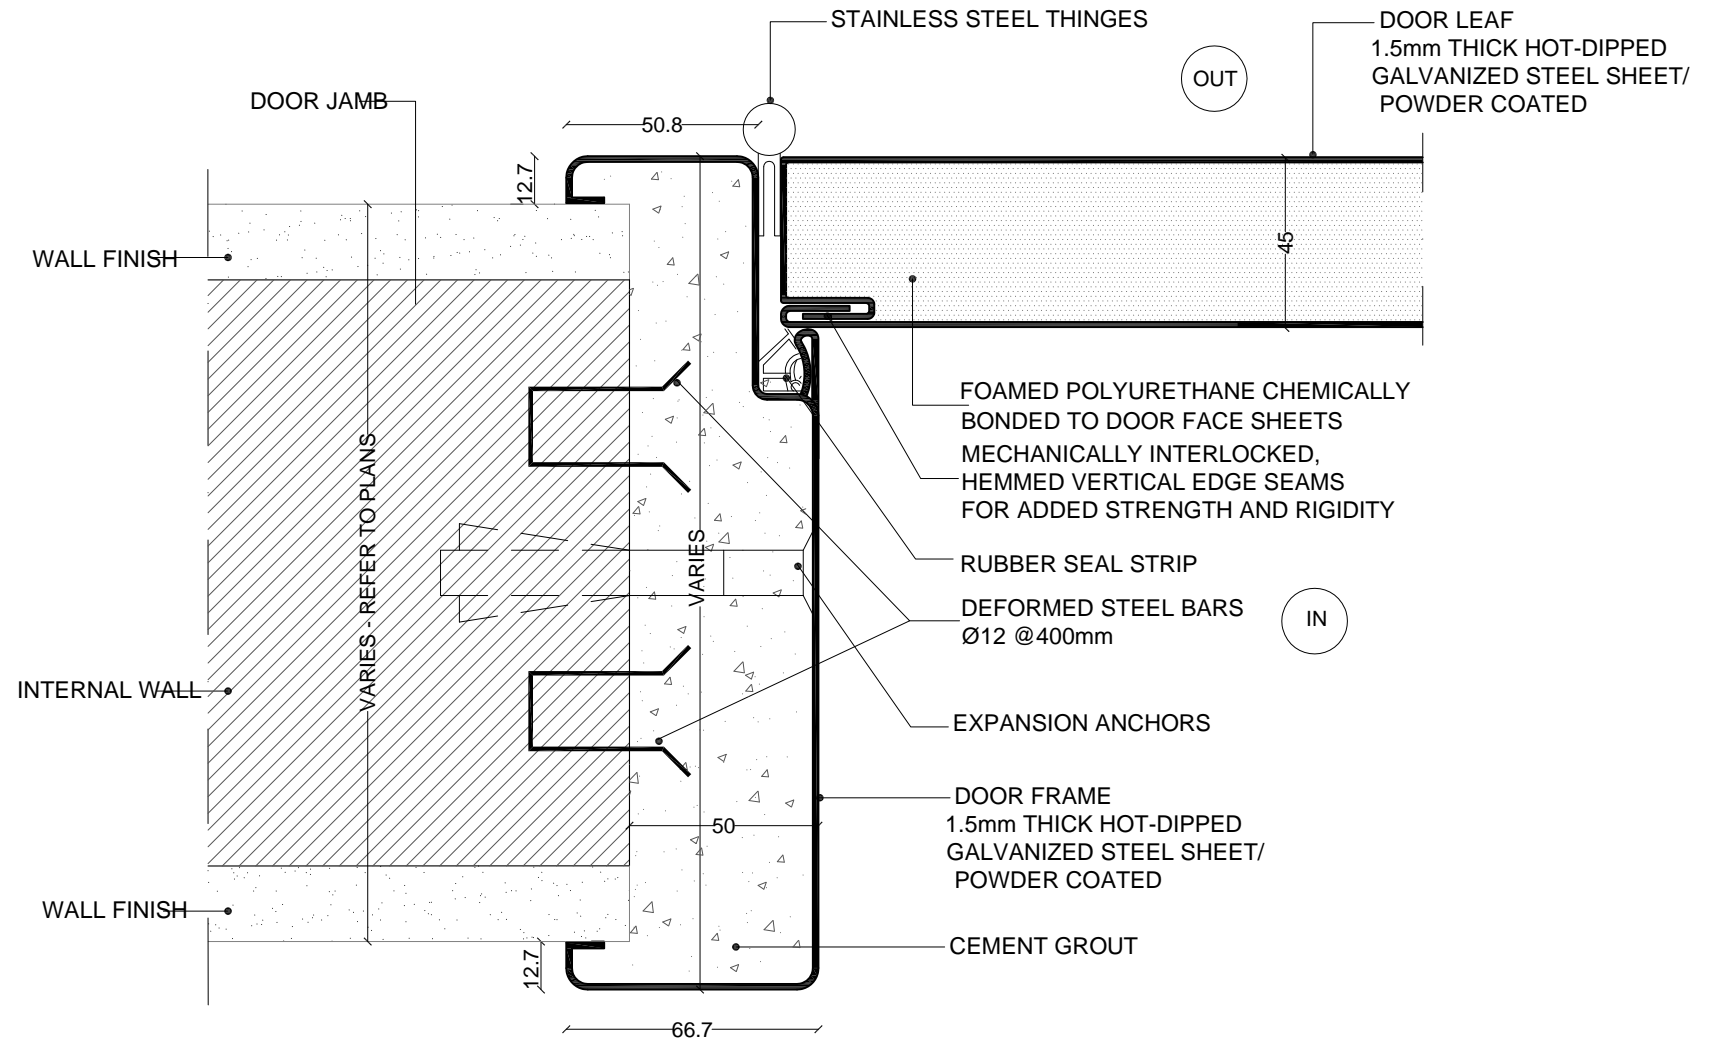 STAINLESS STEEL THINGES
DOOR LEAF
1.5mm THICK HOT-DIPPED
GALVANIZED STEEL SHEET/
POWDER COATED
OUT
DOOR JAMB
50.8
12.7
45
WALL FINISH
FOAMED POLYURETHANE CHEMICALLY
BONDED TO DOOR FACE SHEETS
MECHANICALLY INTERLOCKED,
HEMMED VERTICAL EDGE SEAMS
FOR ADDED STRENGTH AND RIGIDITY
VARIES - REFER TO PLANS
VARIES
RUBBER SEAL STRIP
DEFORMED STEEL BARS
Ø12 @400mm
IN
INTERNAL WALL
EXPANSION ANCHORS
DOOR FRAME
1.5mm THICK HOT-DIPPED
GALVANIZED STEEL SHEET/
POWDER COATED
50
WALL FINISH
CEMENT GROUT
12.7
66.7